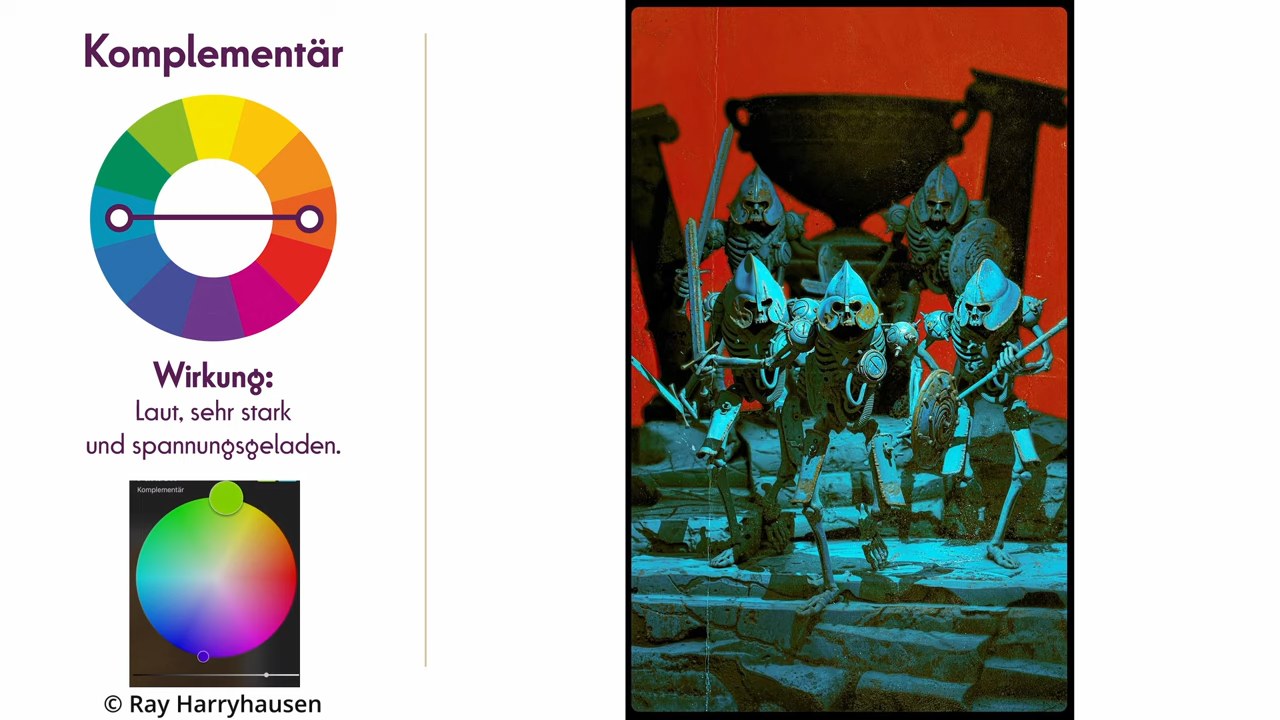 Komplementär
Wirkung:
Laut, sehr stark
und spannungsgeladen.
Komplementär
© Ray Harryhausen